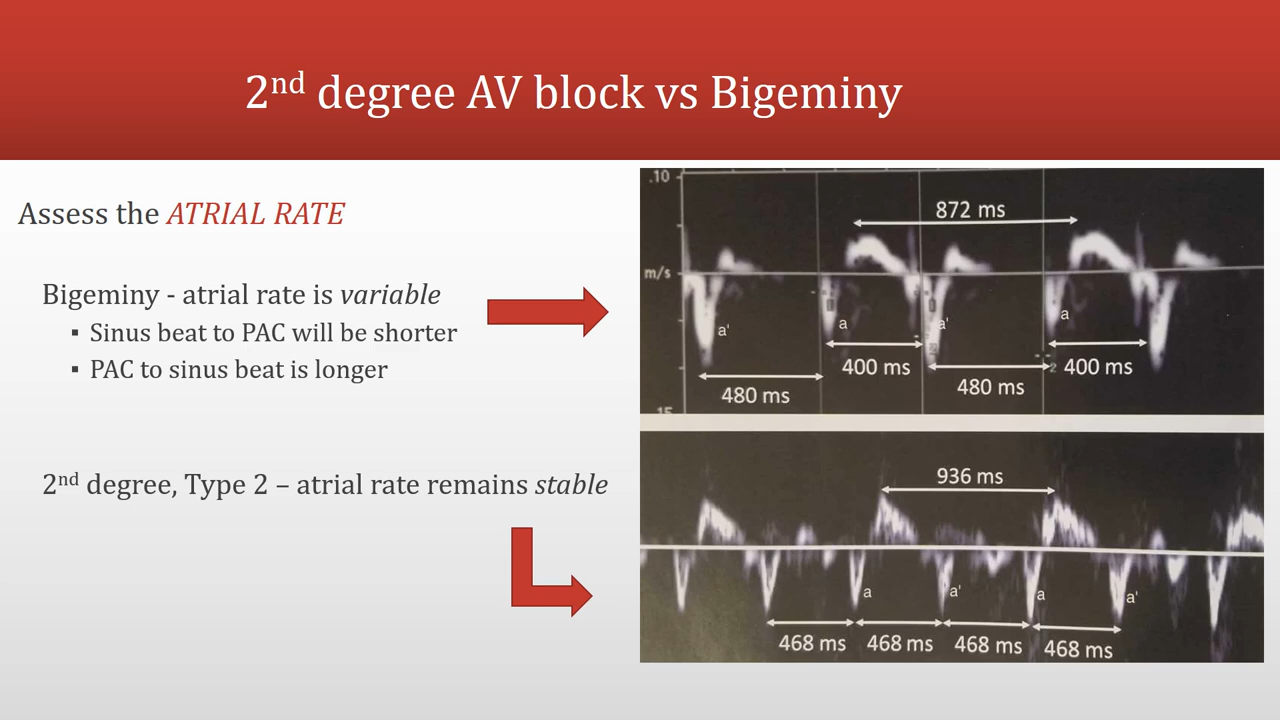 2nd degree AV block vs Bigeminy
Assess the ATRIAL RATE
Bigeminy - atrial rate is variable
▪ Sinus beat to PAC will be shorter
▪ PAC to sinus beat is longer
2nd degree, Type 2 – atrial rate remains stable
.10
872 ms
m/s
a'
a
a'
a
400 ms
2
400 ms
480 ms
480 ms
15
936 ms
a
a'
a
a'
468 ms
468 ms
468 ms
468 ms